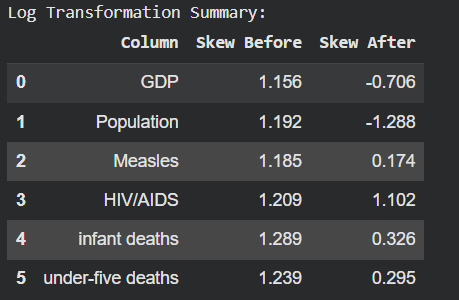 Log Transformation Summary:
Column Skew Before Skew After
0 GDP 1.156 -0.706
1 Population 1.192 -1.288
2 Measles 1.185 0.174
3 HIV/AIDS 1.209 1.102
4 infant deaths 1.289 0.326
5 under-five deaths 1.239 0.295